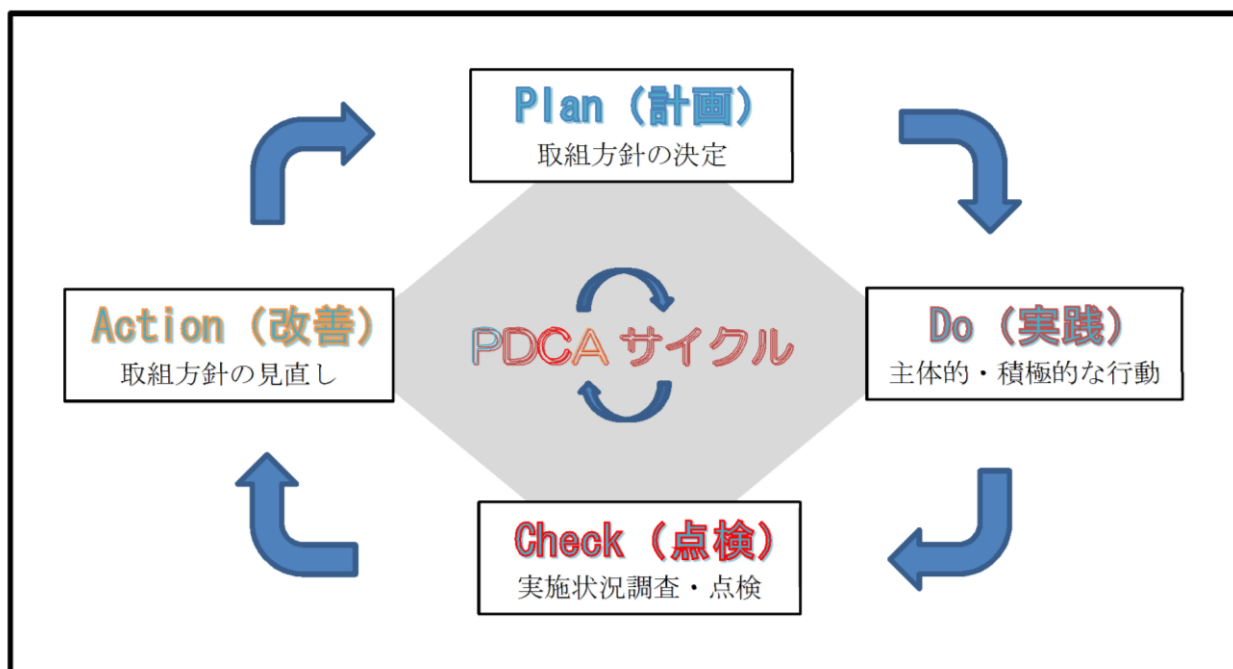 Plan（計画）
取組方針の決定
Action（改善）
取組方針の見直し
PDCAサイクル
Do（実践）
主体的・積極的な行動
Check（点検）
実施状況調査・点検